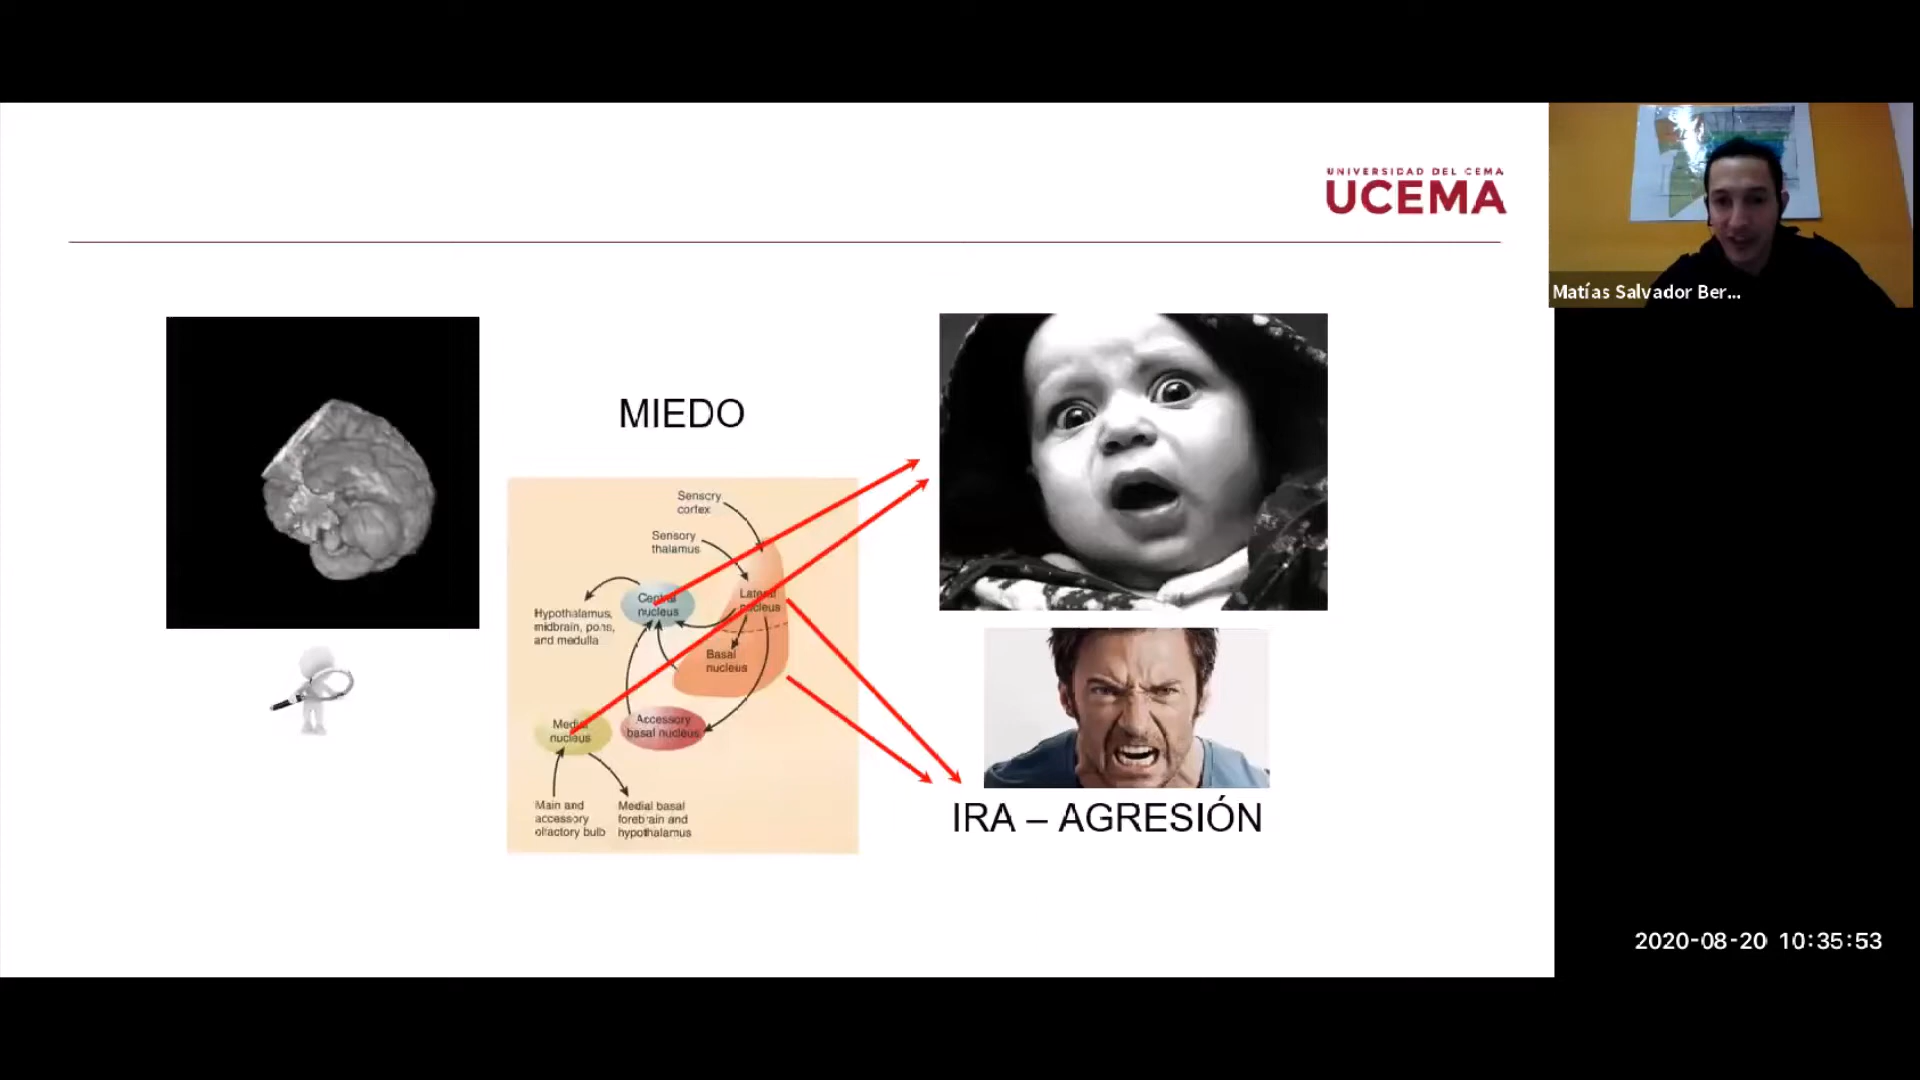 UNIVERSIDAD DEL CEMA
UCEMA
Matías Salvador Ber...
MIEDO
Sensory
cortex
Sensory
thalamus
Central
nucleus
Lateral
nucleus
Hypothalamus,
midbrain, pons,
and medulla
Basal
nucleus
Medial
nucleus
Accessory
basal nucleus
Main and
accessory
olfactory bulb
Medial basal
forebrain and
hypothalamus
IRA – AGRESIÓN
2020-08-20 10:35:53